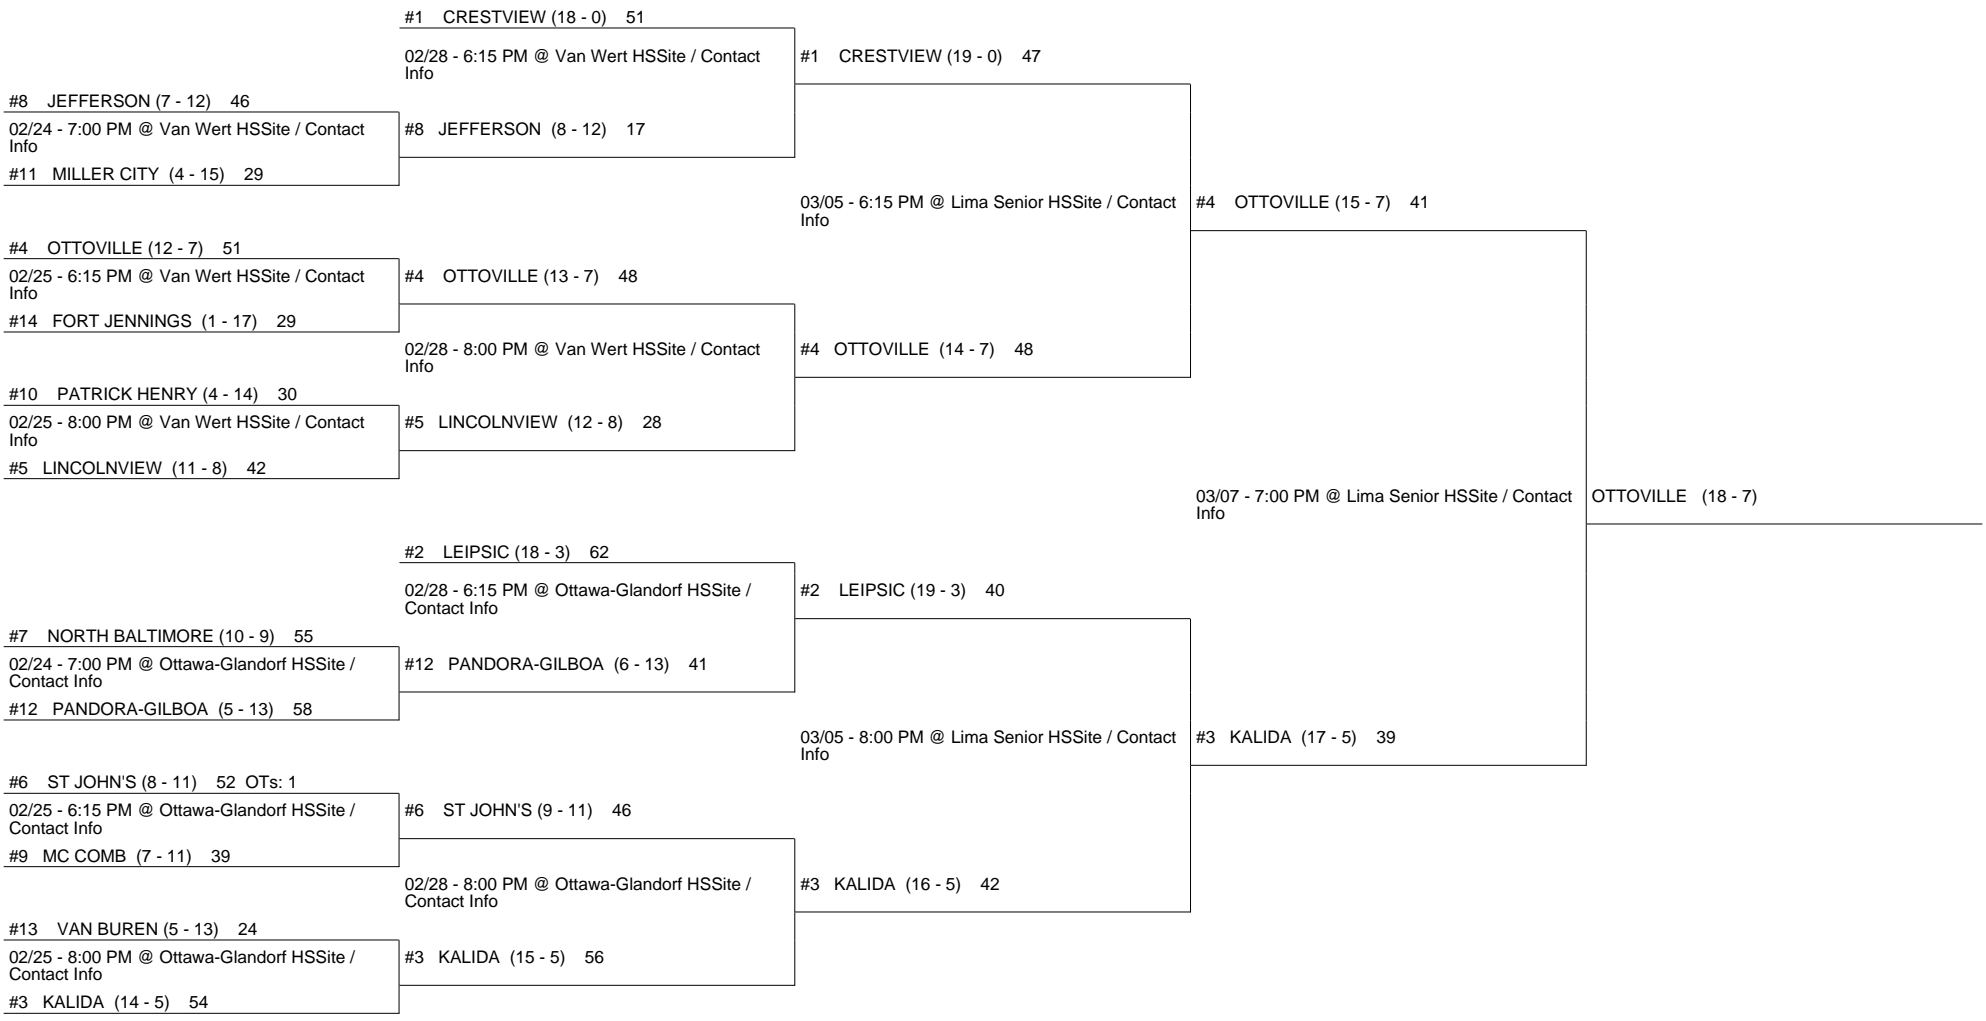 #1 CRESTVIEW (18 - 0) 51
02/28 - 6:15 PM @ Van Wert HSSite / Contact
Info
#1 CRESTVIEW (19 - 0) 47
#8 JEFFERSON (7 - 12) 46
02/24 - 7:00 PM @ Van Wert HSSite / Contact
Info
#8 JEFFERSON (8 - 12) 17
#11 MILLER CITY (4 - 15) 29
03/05 - 6:15 PM @ Lima Senior HSSite / Contact
Info
#4 OTTOVILLE (15 - 7) 41
#4 OTTOVILLE (12 - 7) 51
02/25 - 6:15 PM @ Van Wert HSSite / Contact
Info
#4 OTTOVILLE (13 - 7) 48
#14 FORT JENNINGS (1 - 17) 29
02/28 - 8:00 PM @ Van Wert HSSite / Contact
Info
#4 OTTOVILLE (14 - 7) 48
#10 PATRICK HENRY (4 - 14) 30
02/25 - 8:00 PM @ Van Wert HSSite / Contact
Info
#5 LINCOLNVIEW (12 - 8) 28
#5 LINCOLNVIEW (11 - 8) 42
03/07 - 7:00 PM @ Lima Senior HSSite / Contact
Info
OTTOVILLE (18 - 7)
#2 LEIPSIC (18 - 3) 62
02/28 - 6:15 PM @ Ottawa-Glandorf HSSite /
Contact Info
#2 LEIPSIC (19 - 3) 40
#7 NORTH BALTIMORE (10 - 9) 55
02/24 - 7:00 PM @ Ottawa-Glandorf HSSite /
Contact Info
#12 PANDORA-GILBOA (6 - 13) 41
#12 PANDORA-GILBOA (5 - 13) 58
03/05 - 8:00 PM @ Lima Senior HSSite / Contact
Info
#3 KALIDA (17 - 5) 39
#6 ST JOHN'S (8 - 11) 52 OTs: 1
02/25 - 6:15 PM @ Ottawa-Glandorf HSSite /
Contact Info
#6 ST JOHN'S (9 - 11) 46
#9 MC COMB (7 - 11) 39
02/28 - 8:00 PM @ Ottawa-Glandorf HSSite /
Contact Info
#3 KALIDA (16 - 5) 42
#13 VAN BUREN (5 - 13) 24
02/25 - 8:00 PM @ Ottawa-Glandorf HSSite /
Contact Info
#3 KALIDA (15 - 5) 56
#3 KALIDA (14 - 5) 54